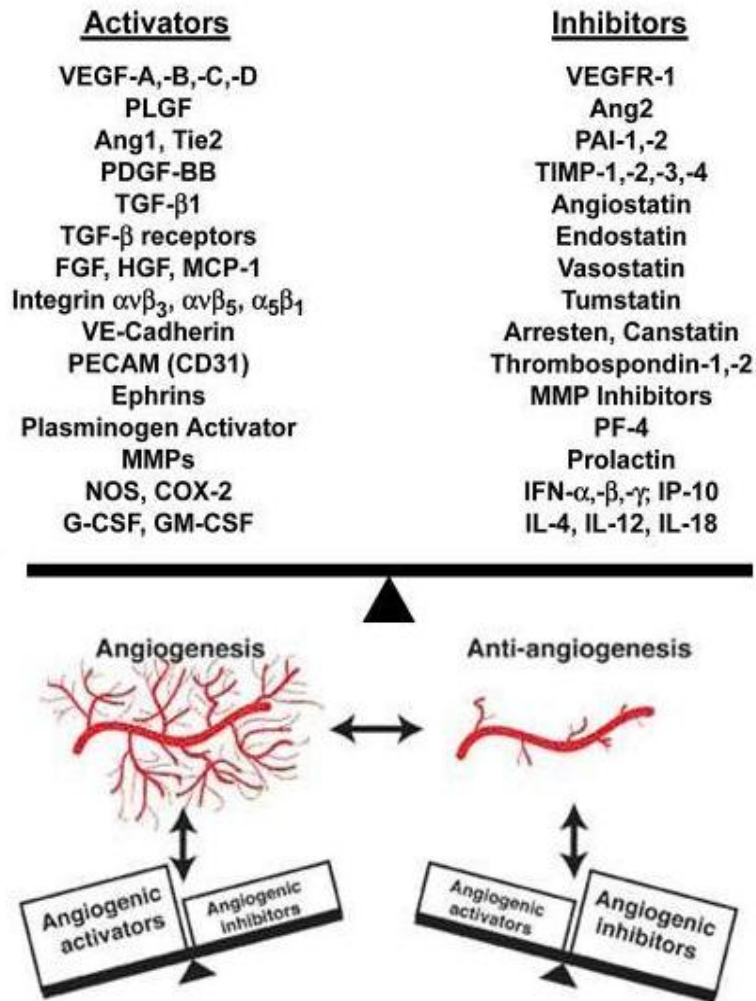 Activators
VEGF-A,-B,-C,-D
PLGF
Ang1, Tie2
PDGF-BB
TGF-β1
TGF-β receptors
FGF, HGF, MCP-1
Integrin αvβ₃, αvβ₅, α₅β₁
VE-Cadherin
PECAM (CD31)
Ephrins
Plasminogen Activator
MMPs
NOS, COX-2
G-CSF, GM-CSF
Inhibitors
VEGFR-1
Ang2
PAI-1,-2
TIMP-1,-2,-3,-4
Angiostatin
Endostatin
Vasostatin
Tumstatin
Arresten, Canstatin
Thrombospondin-1,-2
MMP Inhibitors
PF-4
Prolactin
IFN-α,-β,-γ; IP-10
IL-4, IL-12, IL-18
Angiogenesis
Anti-angiogenesis
Angiogenic
activators
Angiogenic
inhibitors
Angiogenic
activators
Angiogenic
inhibitors